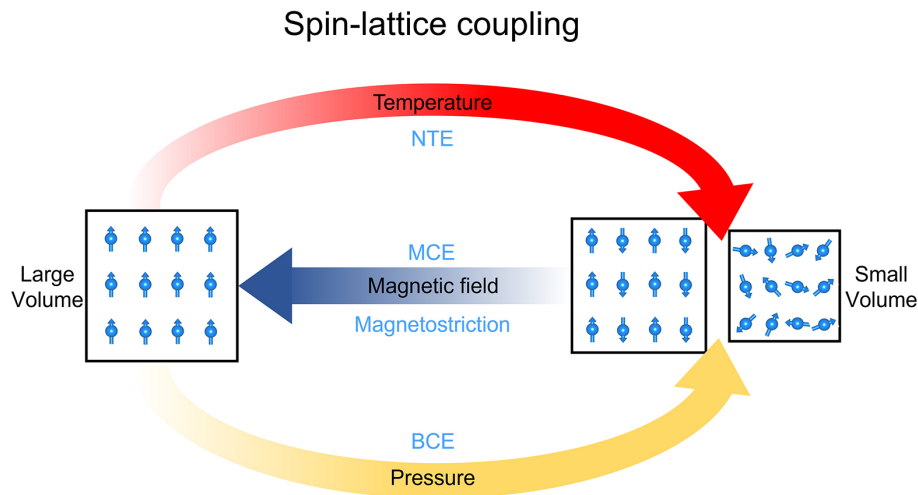 Spin-lattice coupling
Temperature
NTE
Large
Volume
MCE
Magnetic field
Magnetostriction
Small
Volume
BCE
Pressure